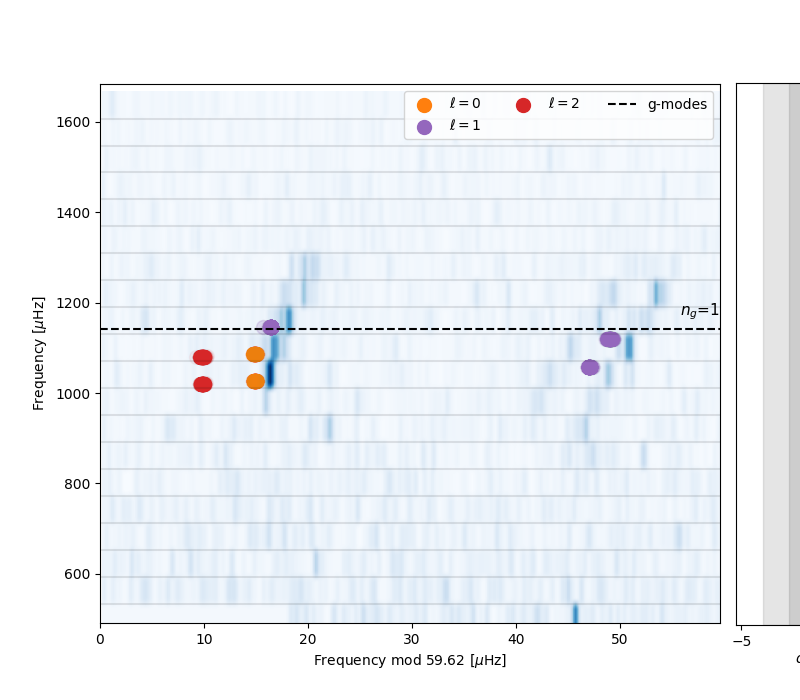 ℓ = 0 ℓ = 2 g-modes
ℓ = 1
1600
1400
1200
1000
800
600
Frequency [μHz]
n_g=1
0 10 20 30 40 50
Frequency mod 59.62 [μHz]
−5